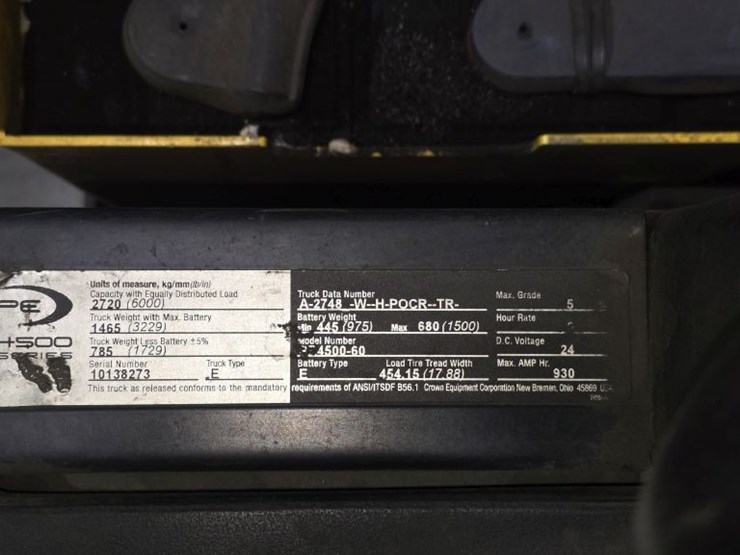 PE
4500
SERIES
Units of measure, kg/mm(lb/in)
Capacity with Equally Distributed Load
2720 (6000)
Truck Weight with Max. Battery
1465 (3229)
Truck Weight Less Battery ±5%
785 (1729)
Serial Number Truck Type
10138273 E
Truck Data Number Max. Grade
A-2748 -W--H-POCR--TR- 5
Battery Weight Hour Rate
Min 445 (975) Max 680 (1500)
Model Number D.C. Voltage
4500-60 24
Battery Type Load Tire Tread Width Max. AMP Hr.
E 454.15 (17.88) 930
This truck as released conforms to the mandatory requirements of ANSI/ITSDF B56.1 Crown Equipment Corporation New Bremen, Ohio 45869